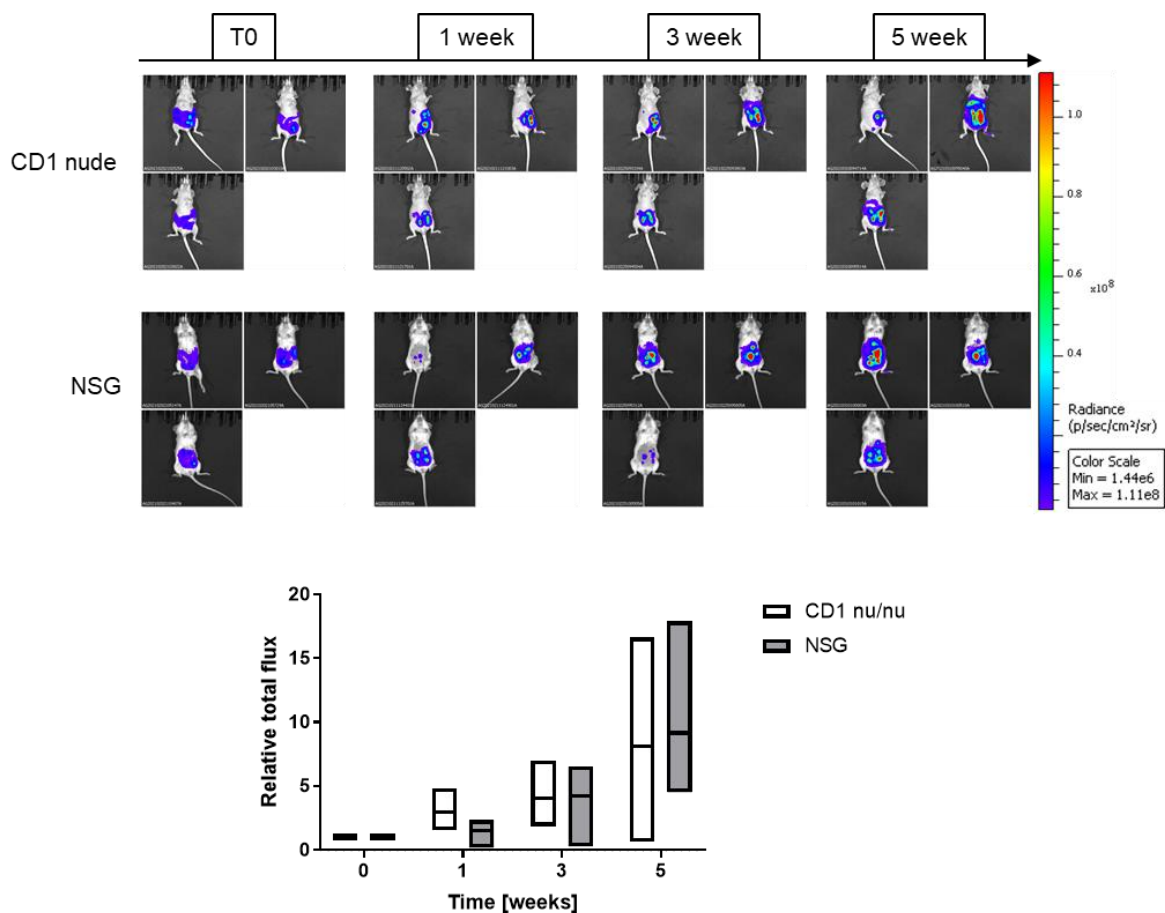 T0
1 week
3 week
5 week
CD1 nude
NSG
1.0
0.8
0.6
x10⁸
0.4
Radiance
(p/sec/cm²/sr)
Color Scale
Min = 1.44e6
Max = 1.11e8
20
15
10
5
0
Relative total flux
0
1
3
5
Time [weeks]
CD1 nu/nu
NSG